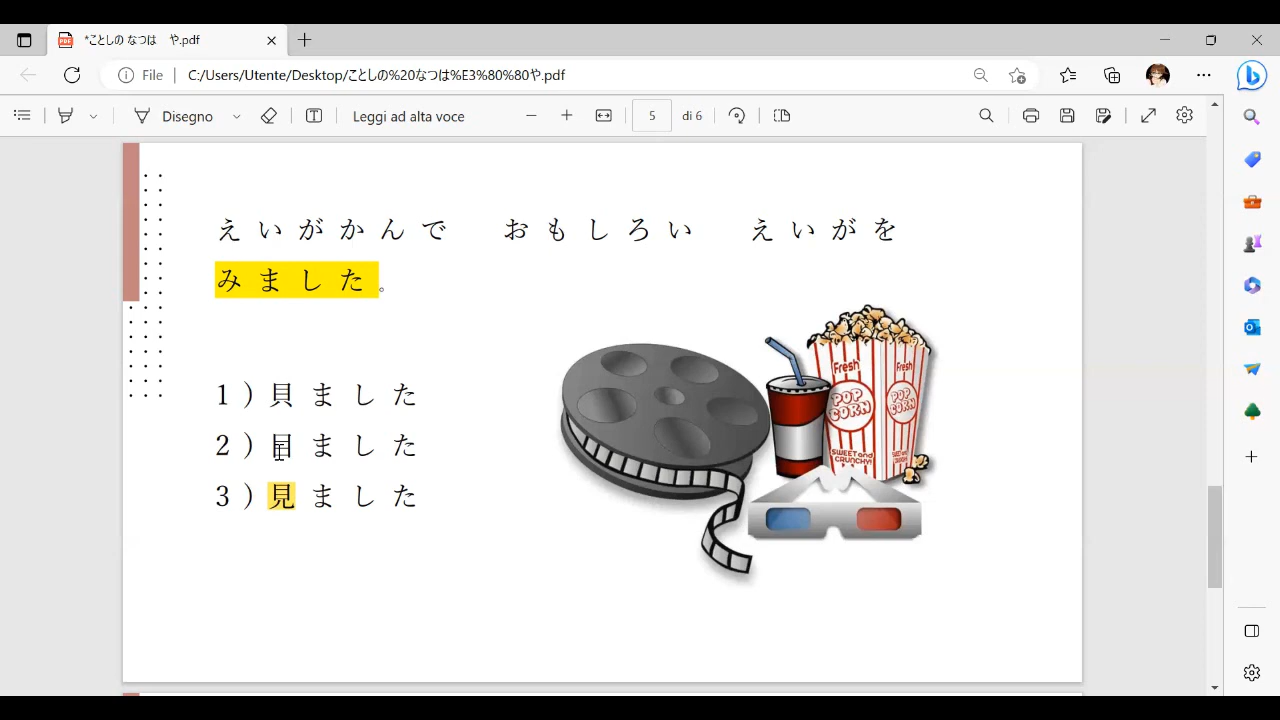 *ことしの なつは　や.pdf
File
C:/Users/Utente/Desktop/ことしの%20なつは%E3%80%80や.pdf
Disegno
Leggi ad alta voce
5
di 6
えいがかんで　おもしろい　えいがを
みました。
1）貝ました
2）目ました
3）見ました
Fresh
POP
CORN
SWEET and
CRUNCHY!
Fresh
POP
CORN